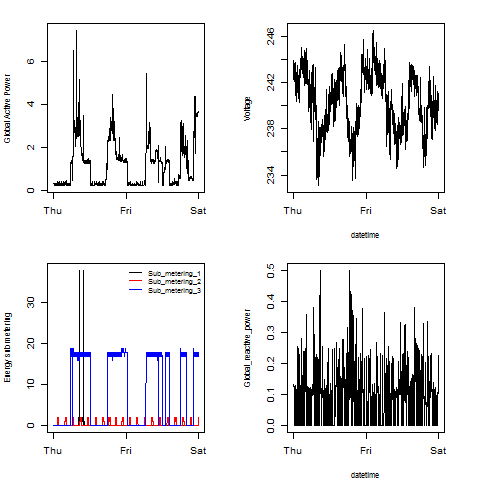 Global Active Power
6
4
2
0
Thu
Fri
Sat
Voltage
246
242
238
234
Thu
Fri
Sat
datetime
Energy sub metering
30
20
10
0
Sub_metering_1
Sub_metering_2
Sub_metering_3
Thu
Fri
Sat
Global_reactive_power
0.5
0.4
0.3
0.2
0.1
0.0
Thu
Fri
Sat
datetime